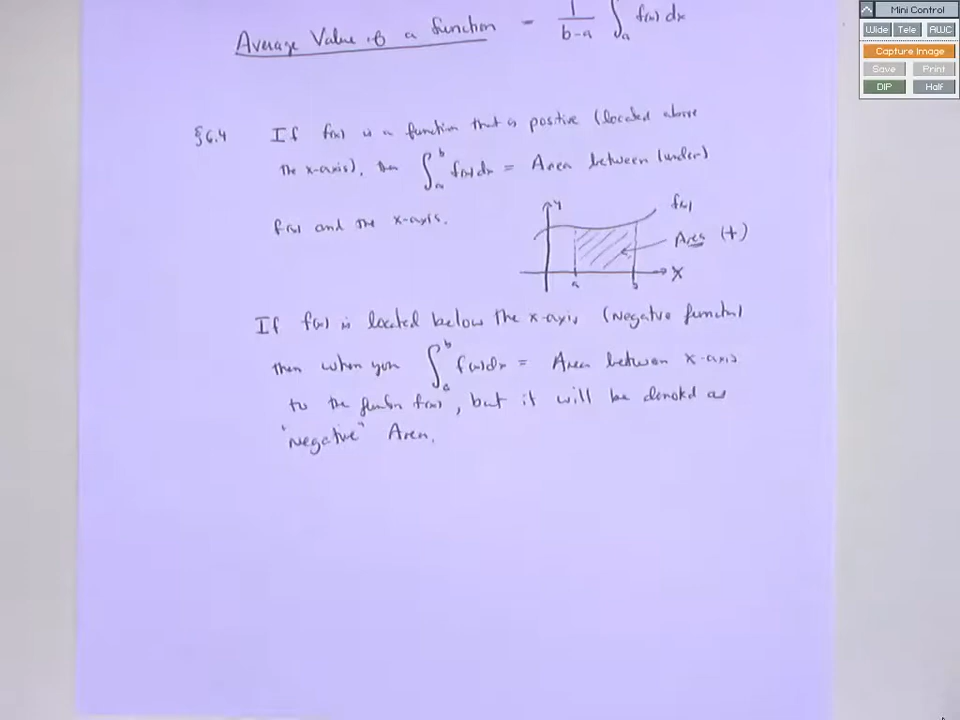 Average Value of a function = 1/(b-a) ∫_a f(x) dx
§6.4 If f(x) is a function that is positive (located above
the x-axis), then ∫_a^b f(x)dx = Area between (under)
f(x) and the x-axis.
y
f(x)
Area (+)
a b x
If f(x) is located below the x-axis (Negative function)
then when you ∫_a^b f(x)dx = Area between x-axis
to the function f(x), but it will be denoted as
"negative" Area.
Mini Control
Wide Tele AWC
Capture Image
Save Print
DIP Half